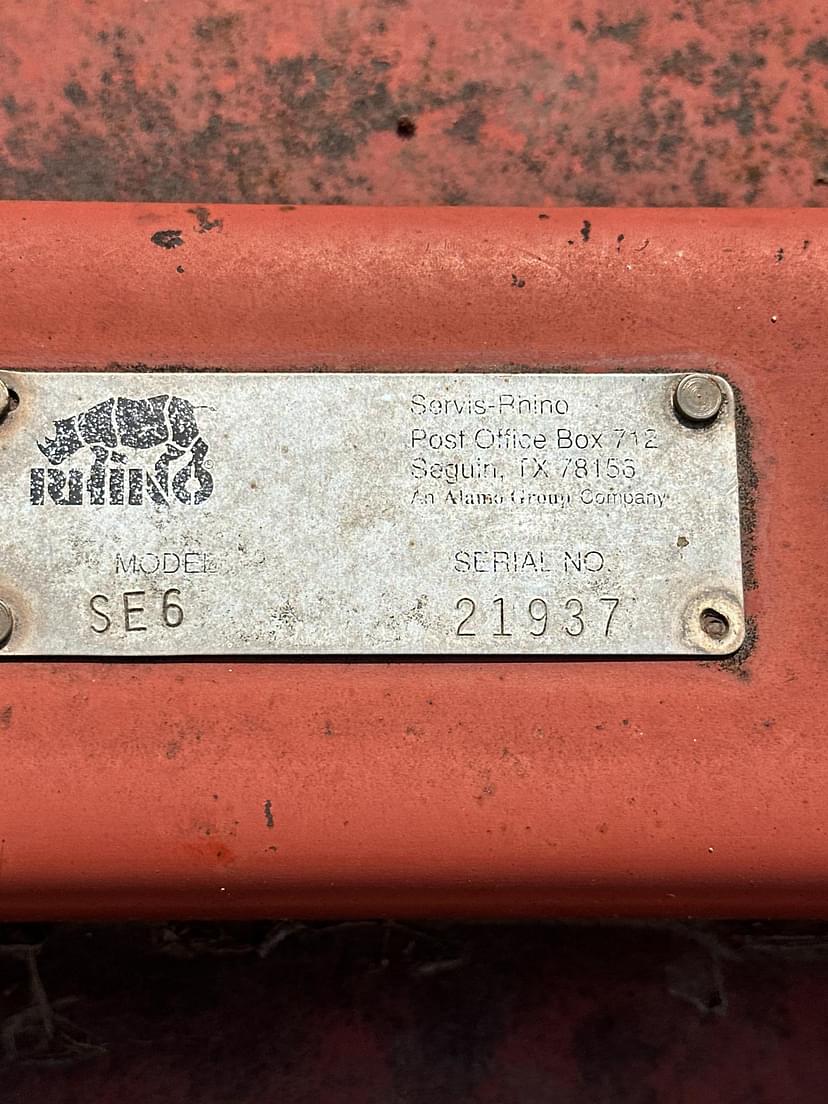 RHINO®
Servis-Rhino
Post Office Box 712
Seguin, TX 78156
An Alamo Group Company
MODEL
SERIAL NO.
SE6
21937